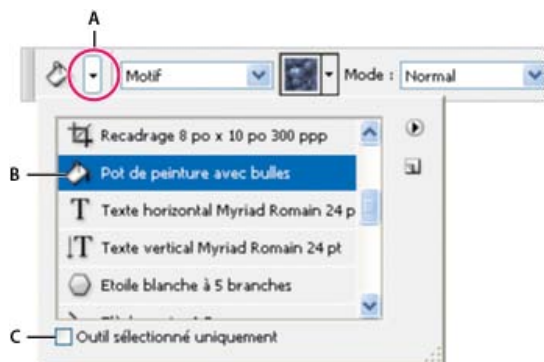 A
Motif
Mode :
Normal
Recadrage 8 po x 10 po 300 ppp
B
Pot de peinture avec bulles
Texte horizontal Myriad Romain 24 p
Texte vertical Myriad Romain 24 pt
Etoile blanche à 5 branches
C
Outil sélectionné uniquement